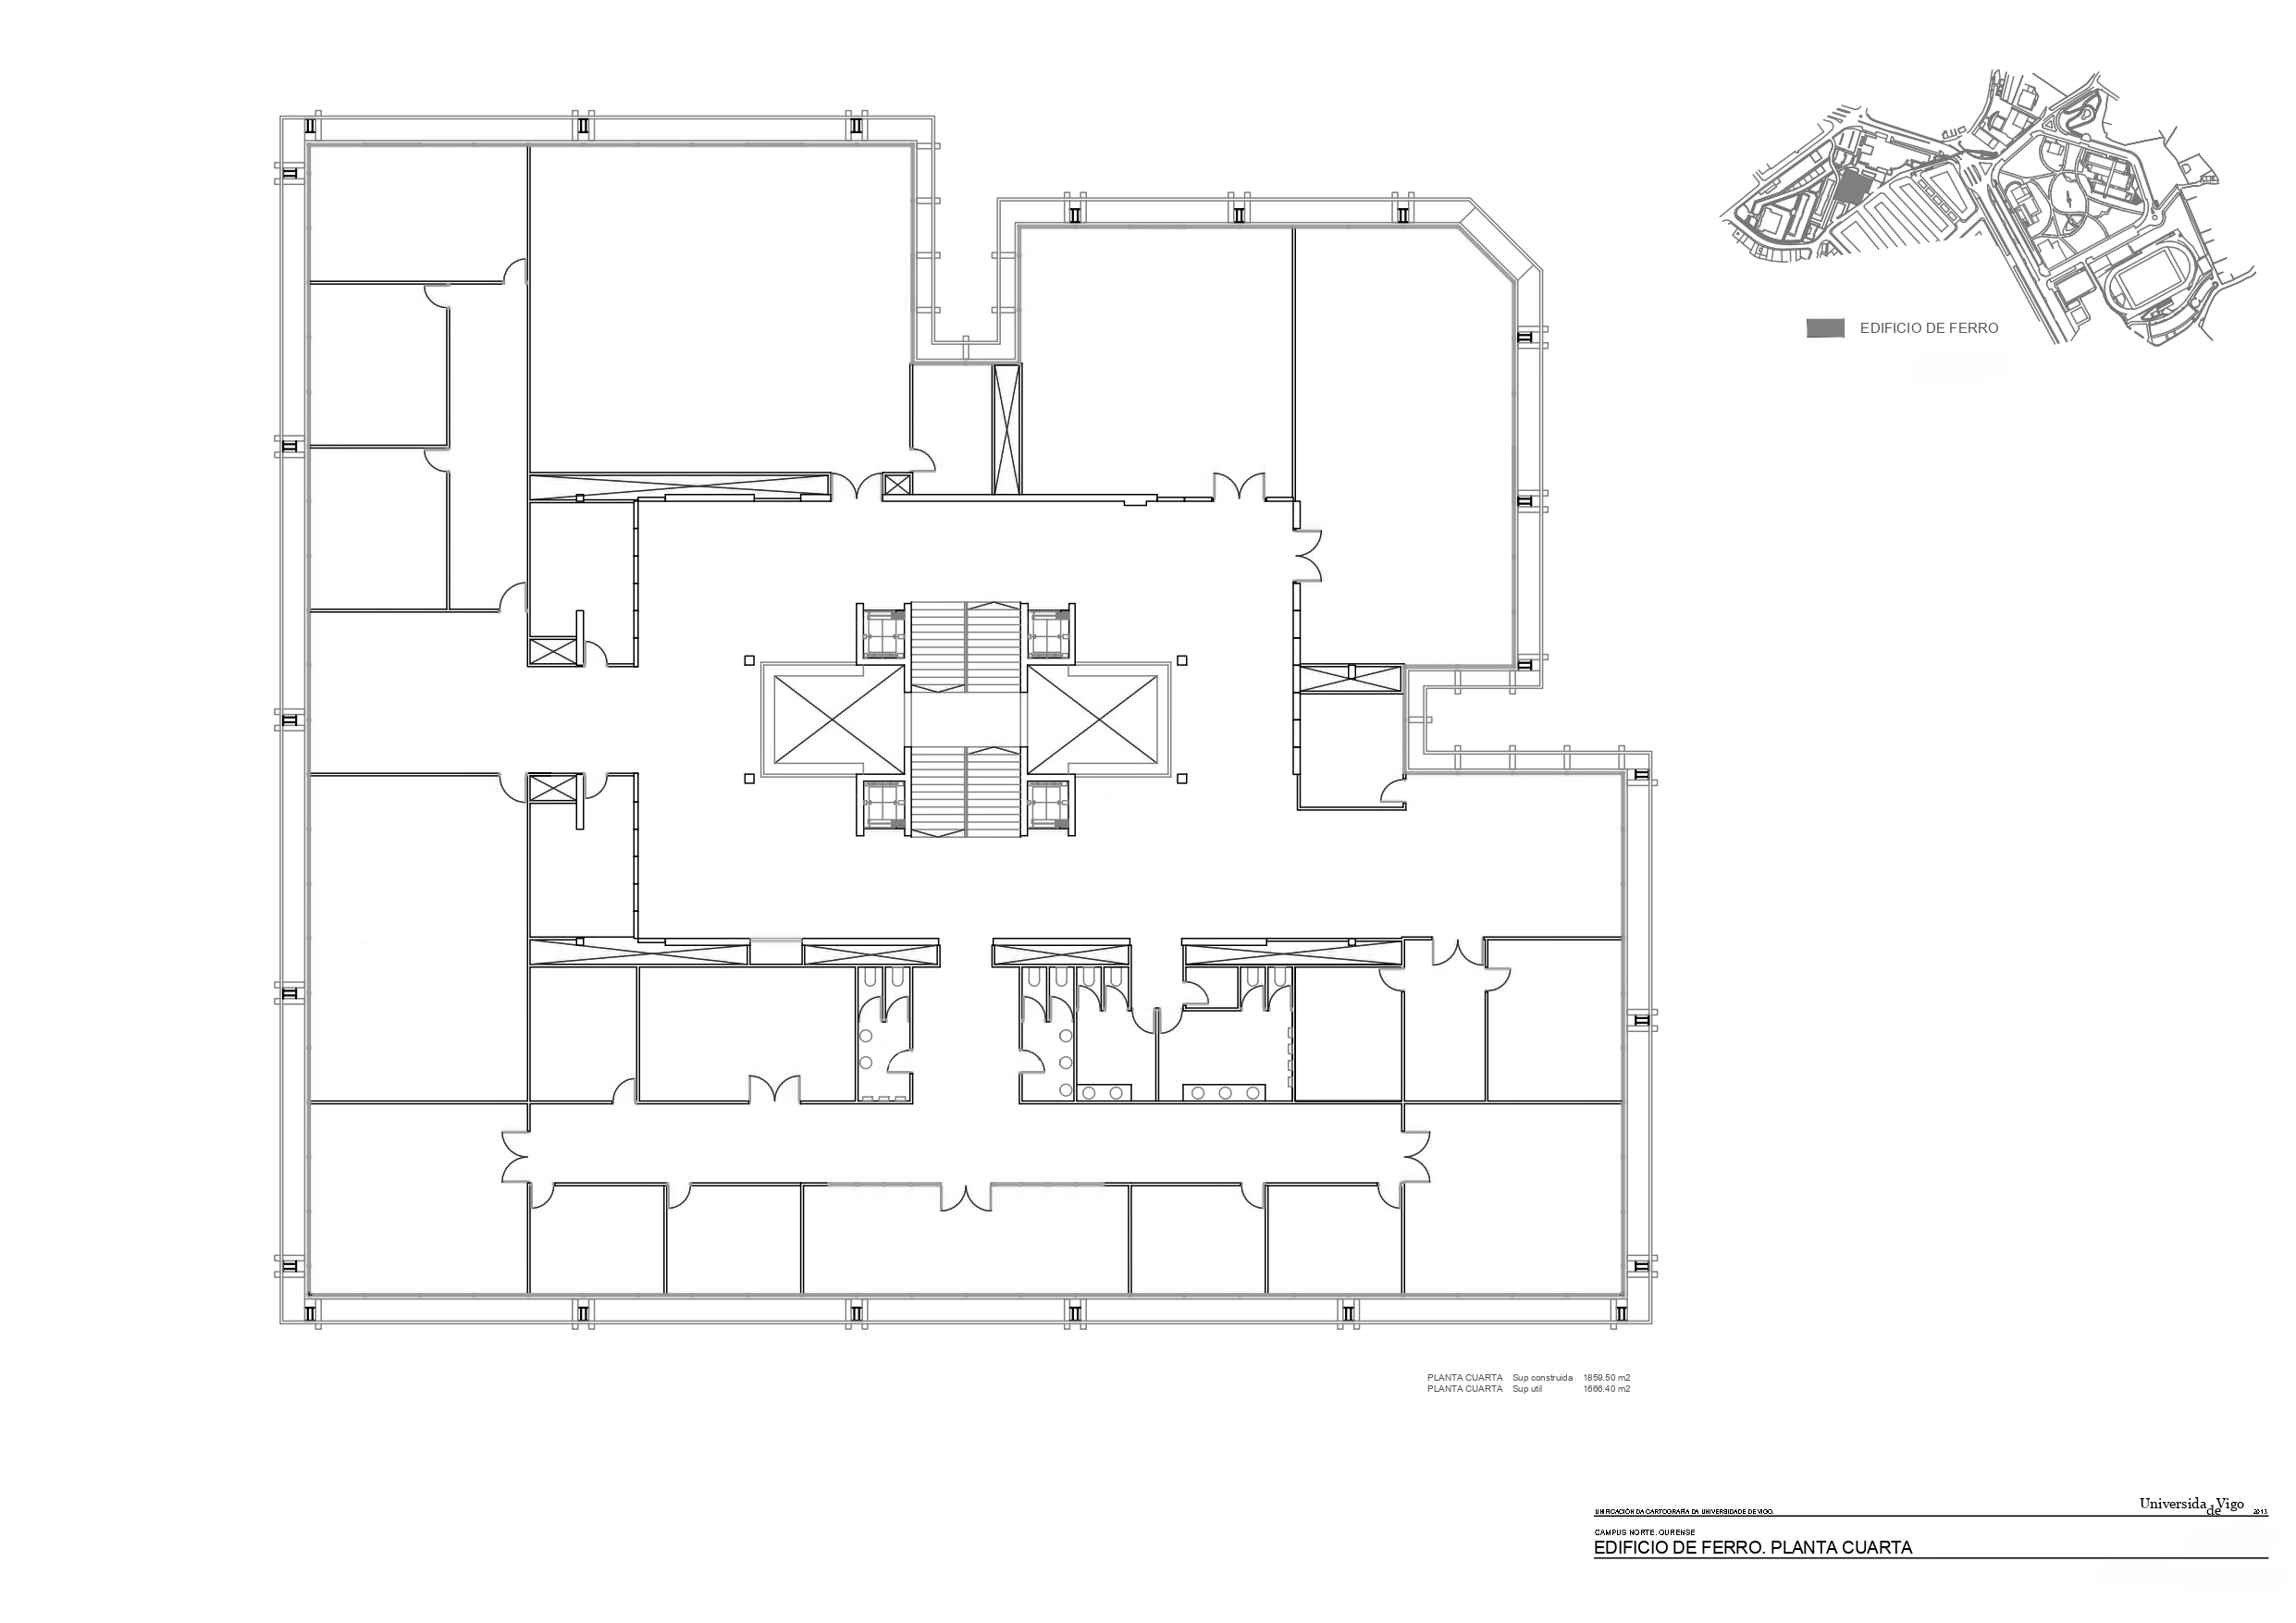 EDIFICIO DE FERRO
PLANTA CUARTA Sup construida 1859.50 m2
PLANTA CUARTA Sup util 1666.40 m2
Universida de Vigo
UNIFICACIÓN DA CARTOGRAFÍA DA UNIVERSIDADE DE VIGO. 2013
CAMPUS NORTE. OURENSE
EDIFICIO DE FERRO. PLANTA CUARTA